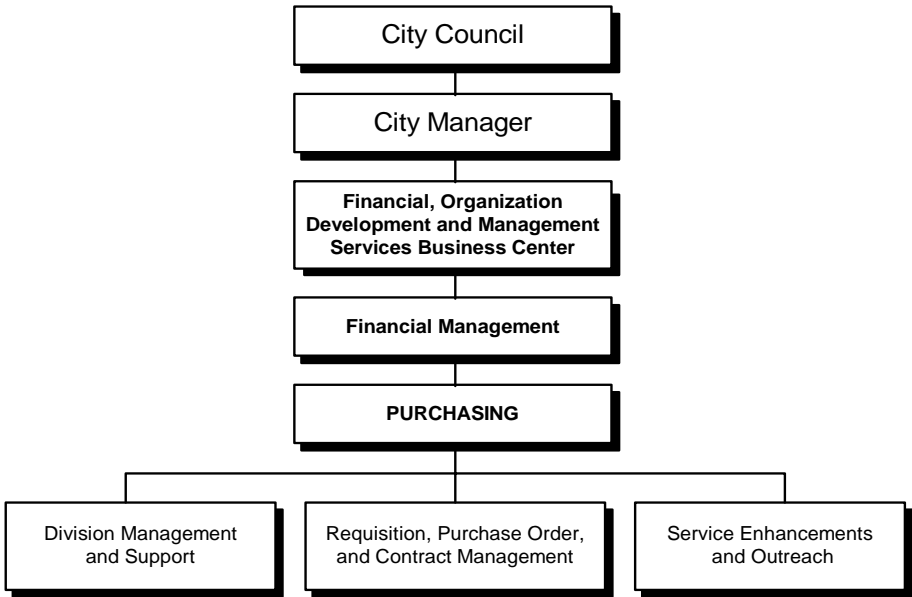 City Council
City Manager
Financial, Organization
Development and Management
Services Business Center
Financial Management
PURCHASING
Division Management
and Support
Requisition, Purchase Order,
and Contract Management
Service Enhancements
and Outreach